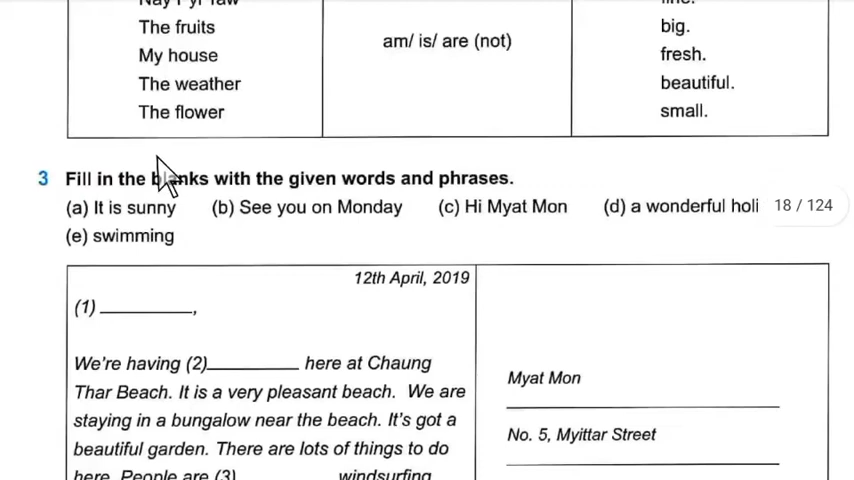 The fruits
My house
The weather
The flower
am/ is/ are (not)
big.
fresh.
beautiful.
small.
3 Fill in the blanks with the given words and phrases.
(a) It is sunny (b) See you on Monday (c) Hi Myat Mon (d) a wonderful holi
18 / 124
(e) swimming
12th April, 2019
(1) __________,
We're having (2)__________ here at Chaung
Thar Beach. It is a very pleasant beach. We are
staying in a bungalow near the beach. It's got a
beautiful garden. There are lots of things to do
here. People are (3)__________ windsurfing
Myat Mon
No. 5, Myittar Street